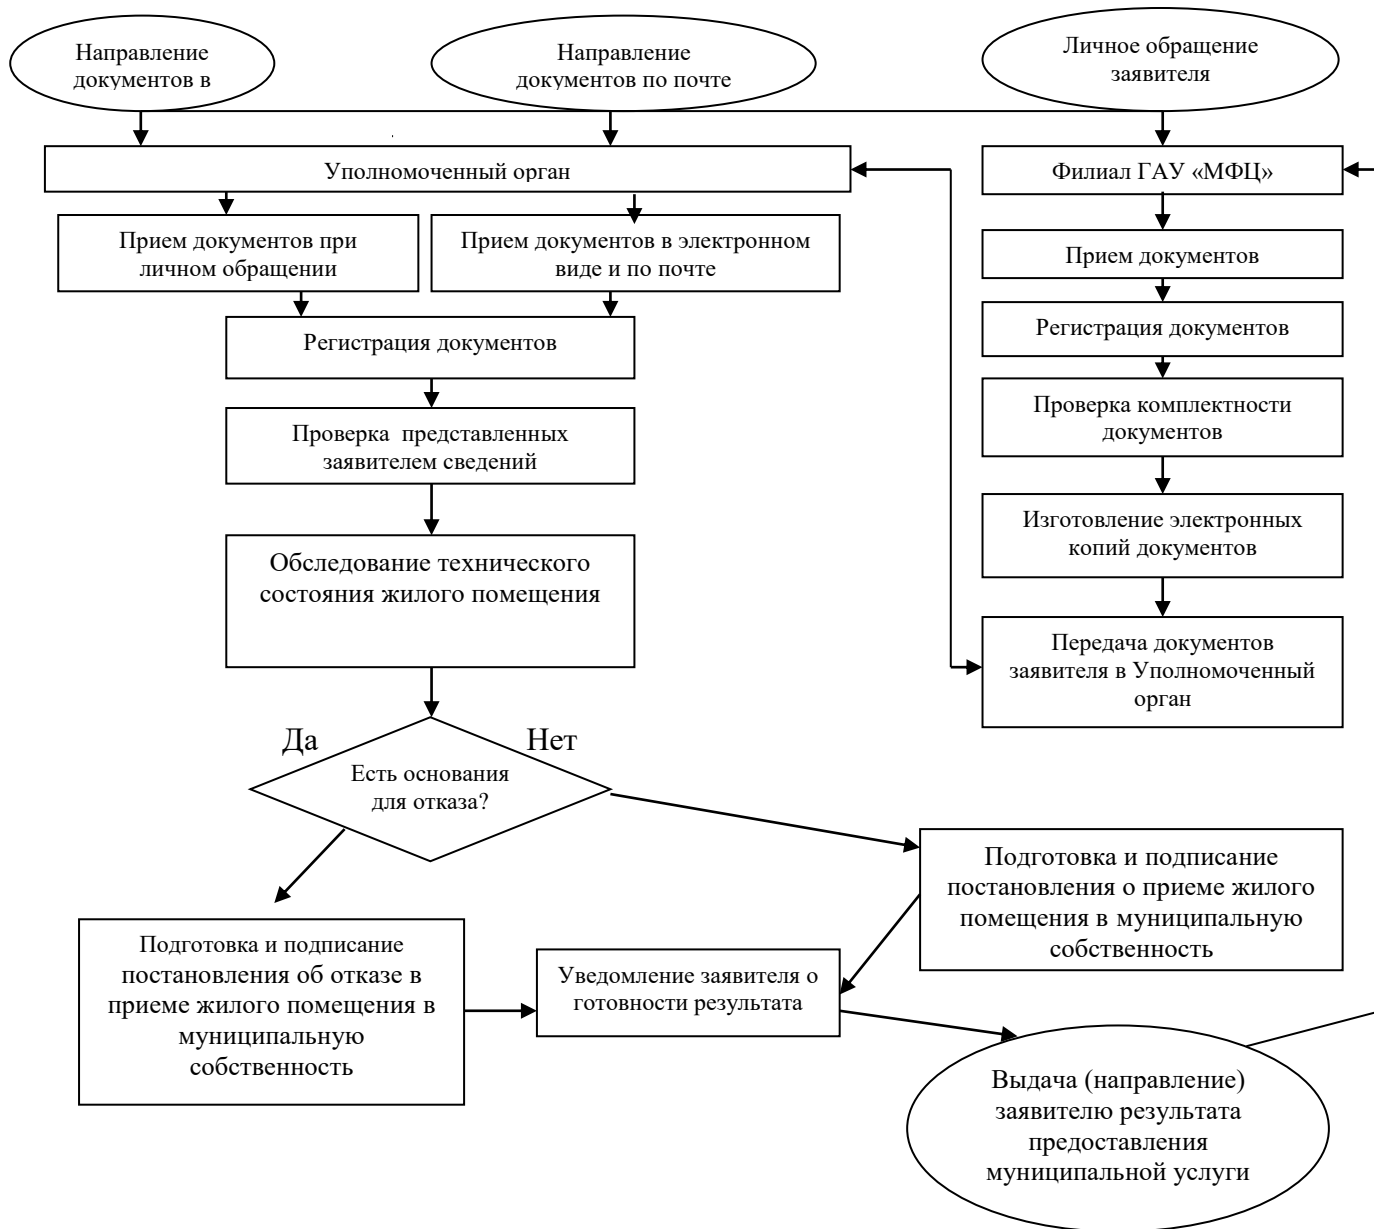 Направление
документов в
Направление
документов по почте
Личное обращение
заявителя
Уполномоченный орган
Филиал ГАУ «МФЦ»
Прием документов при
личном обращении
Прием документов в электронном
виде и по почте
Прием документов
Регистрация документов
Регистрация документов
Проверка комплектности
документов
Проверка представленных
заявителем сведений
Изготовление электронных
копий документов
Обследование технического
состояния жилого помещения
Передача документов
заявителя в Уполномоченный
орган
Да
Нет
Есть основания
для отказа?
Подготовка и подписание
постановления о приеме жилого
помещения в муниципальную
собственность
Подготовка и подписание
постановления об отказе в
приеме жилого помещения в
муниципальную
собственность
Уведомление заявителя о
готовности результата
Выдача (направление)
заявителю результата
предоставления
муниципальной услуги